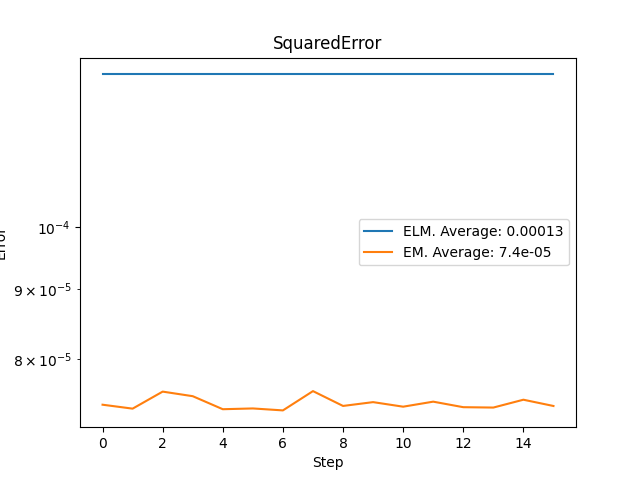 SquaredError
Error
10⁻⁴
9 × 10⁻⁵
8 × 10⁻⁵
ELM. Average: 0.00013
EM. Average: 7.4e-05
0 2 4 6 8 10 12 14
Step